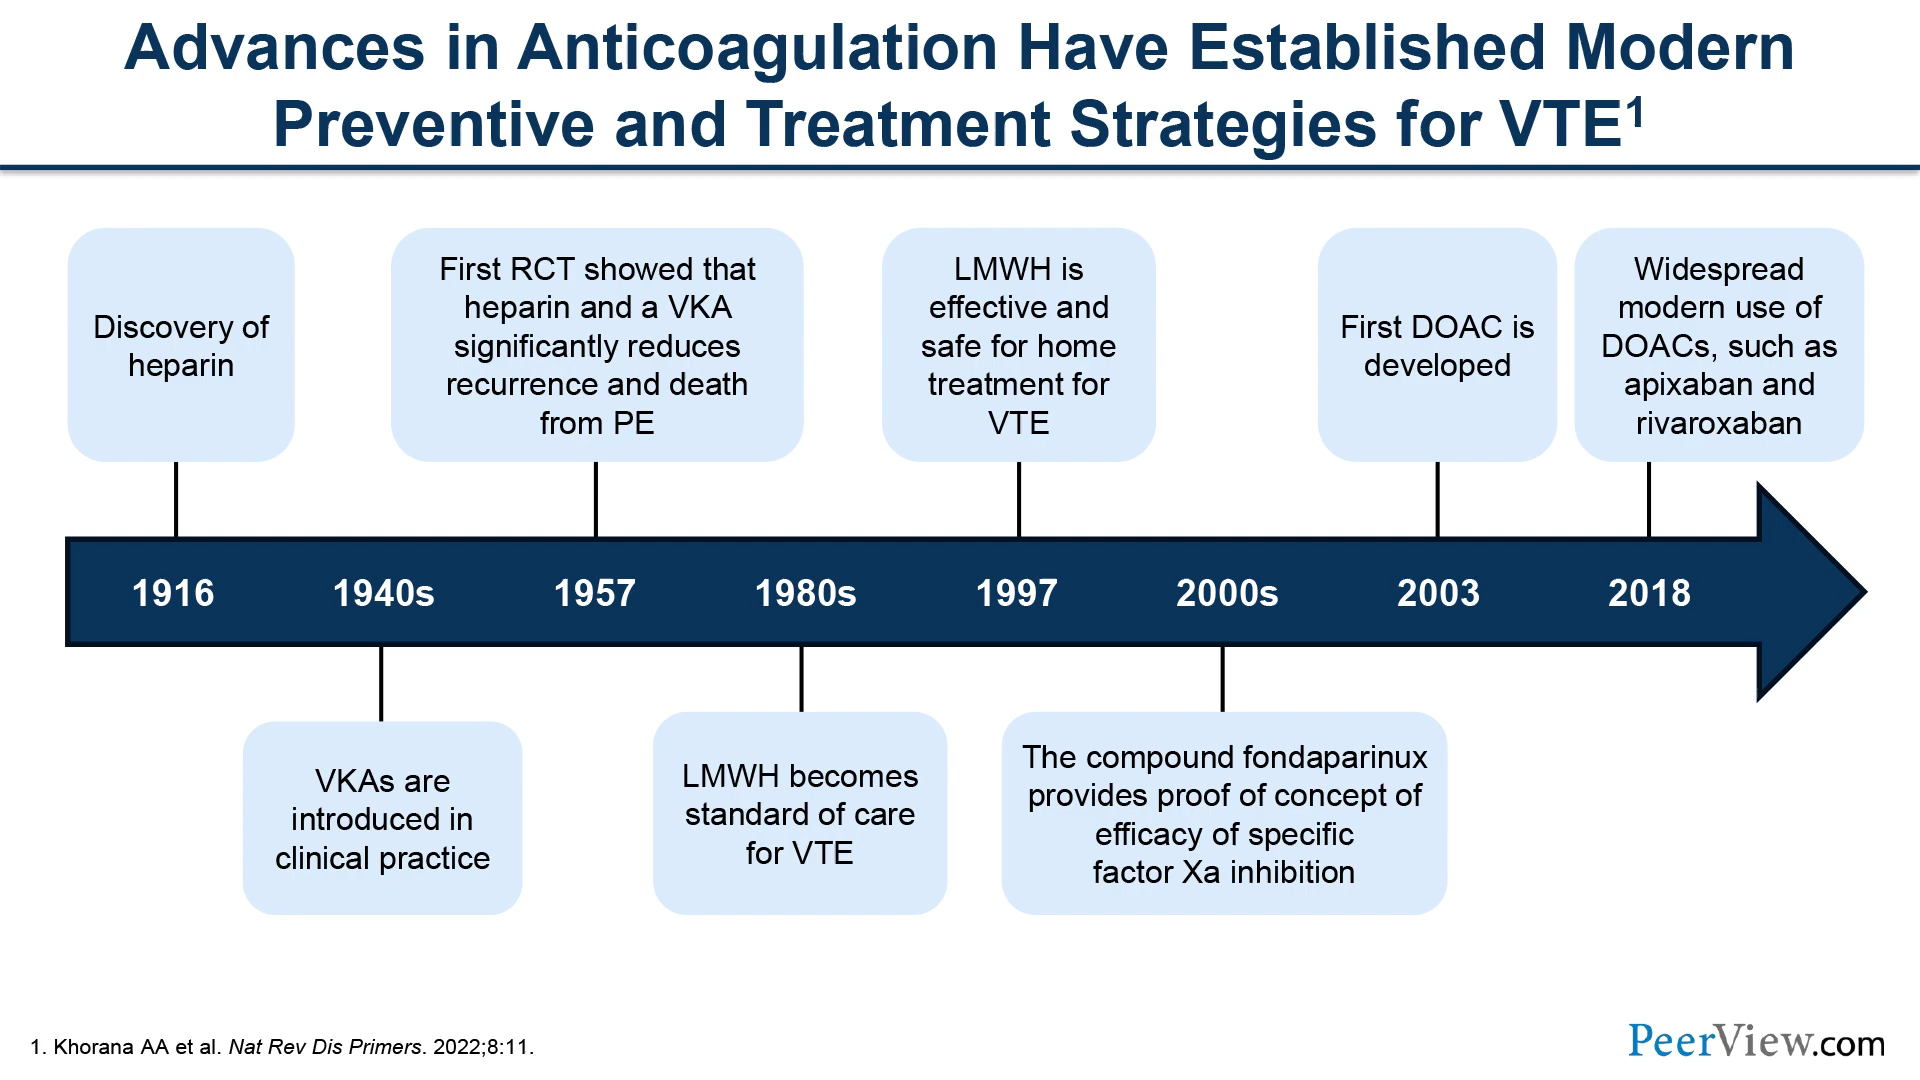 Advances in Anticoagulation Have Established Modern
Preventive and Treatment Strategies for VTE¹
Discovery of
heparin
First RCT showed that
heparin and a VKA
significantly reduces
recurrence and death
from PE
LMWH is
effective and
safe for home
treatment for
VTE
First DOAC is
developed
Widespread
modern use of
DOACs, such as
apixaban and
rivaroxaban
1916 1940s 1957 1980s 1997 2000s 2003 2018
VKAs are
introduced in
clinical practice
LMWH becomes
standard of care
for VTE
The compound fondaparinux
provides proof of concept of
efficacy of specific
factor Xa inhibition
1. Khorana AA et al. Nat Rev Dis Primers. 2022;8:11.
PeerView.com